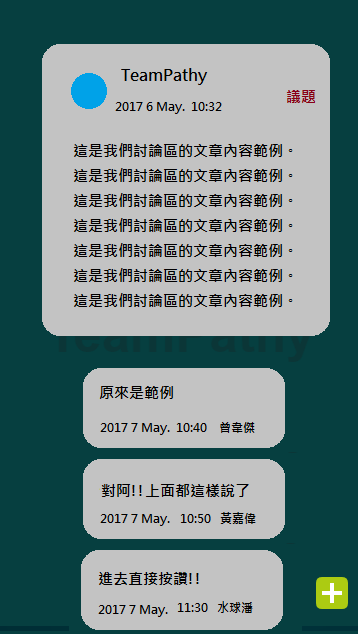 TeamPathy
2017 6 May. 10:32
議題
這是我們討論區的文章內容範例。
這是我們討論區的文章內容範例。
這是我們討論區的文章內容範例。
這是我們討論區的文章內容範例。
這是我們討論區的文章內容範例。
這是我們討論區的文章內容範例。
這是我們討論區的文章內容範例。
TeamPathy
原來是範例
2017 7 May. 10:40 曾韋傑
對阿!!上面都這樣說了
2017 7 May. 10:50 黃嘉偉
進去直接按讚!!
2017 7 May. 11:30 水球潘